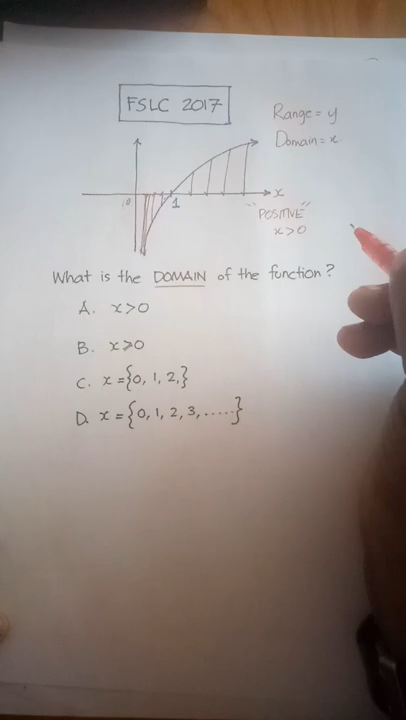 FSLC 2017
Range = y
Domain = x
x
10
1
"POSITIVE"
x>0
What is the DOMAIN of the function?
A. x>0
B. x⩾0
C. x = {0, 1, 2,}
D. x = {0, 1, 2, 3, .....}